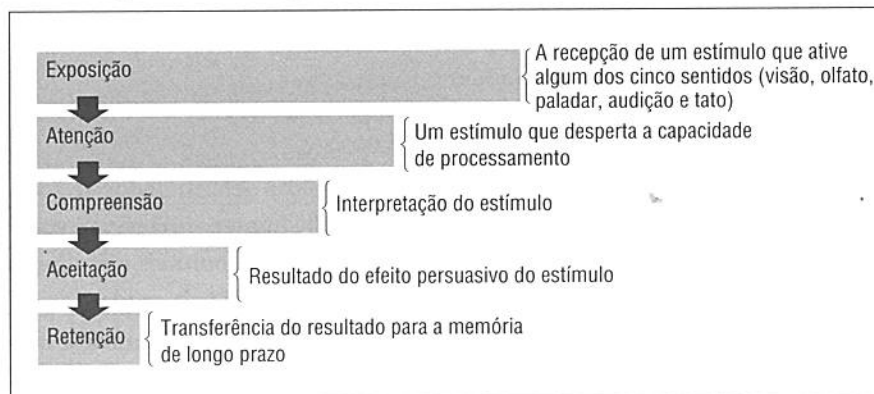 Exposição
A recepção de um estímulo que ative
algum dos cinco sentidos (visão, olfato,
paladar, audição e tato)
Atenção
Um estímulo que desperta a capacidade
de processamento
Compreensão
Interpretação do estímulo
Aceitação
Resultado do efeito persuasivo do estímulo
Retenção
Transferência do resultado para a memória
de longo prazo